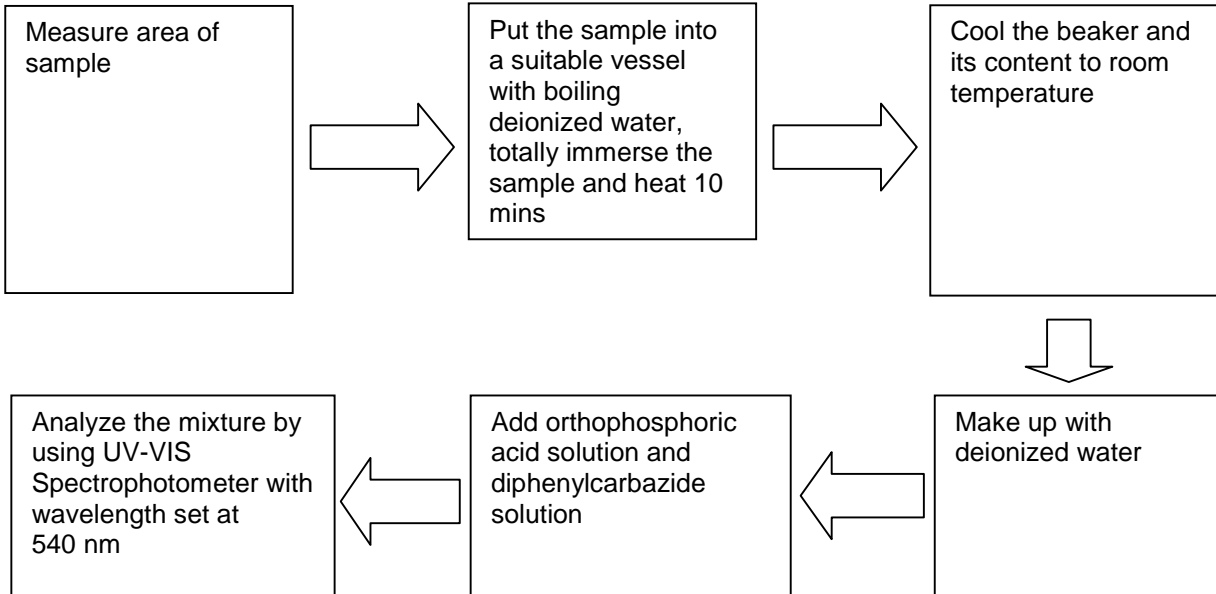 Measure area of
sample
Put the sample into
a suitable vessel
with boiling
deionized water,
totally immerse the
sample and heat 10
mins
Cool the beaker and
its content to room
temperature
Make up with
deionized water
Add orthophosphoric
acid solution and
diphenylcarbazide
solution
Analyze the mixture by
using UV-VIS
Spectrophotometer with
wavelength set at
540 nm